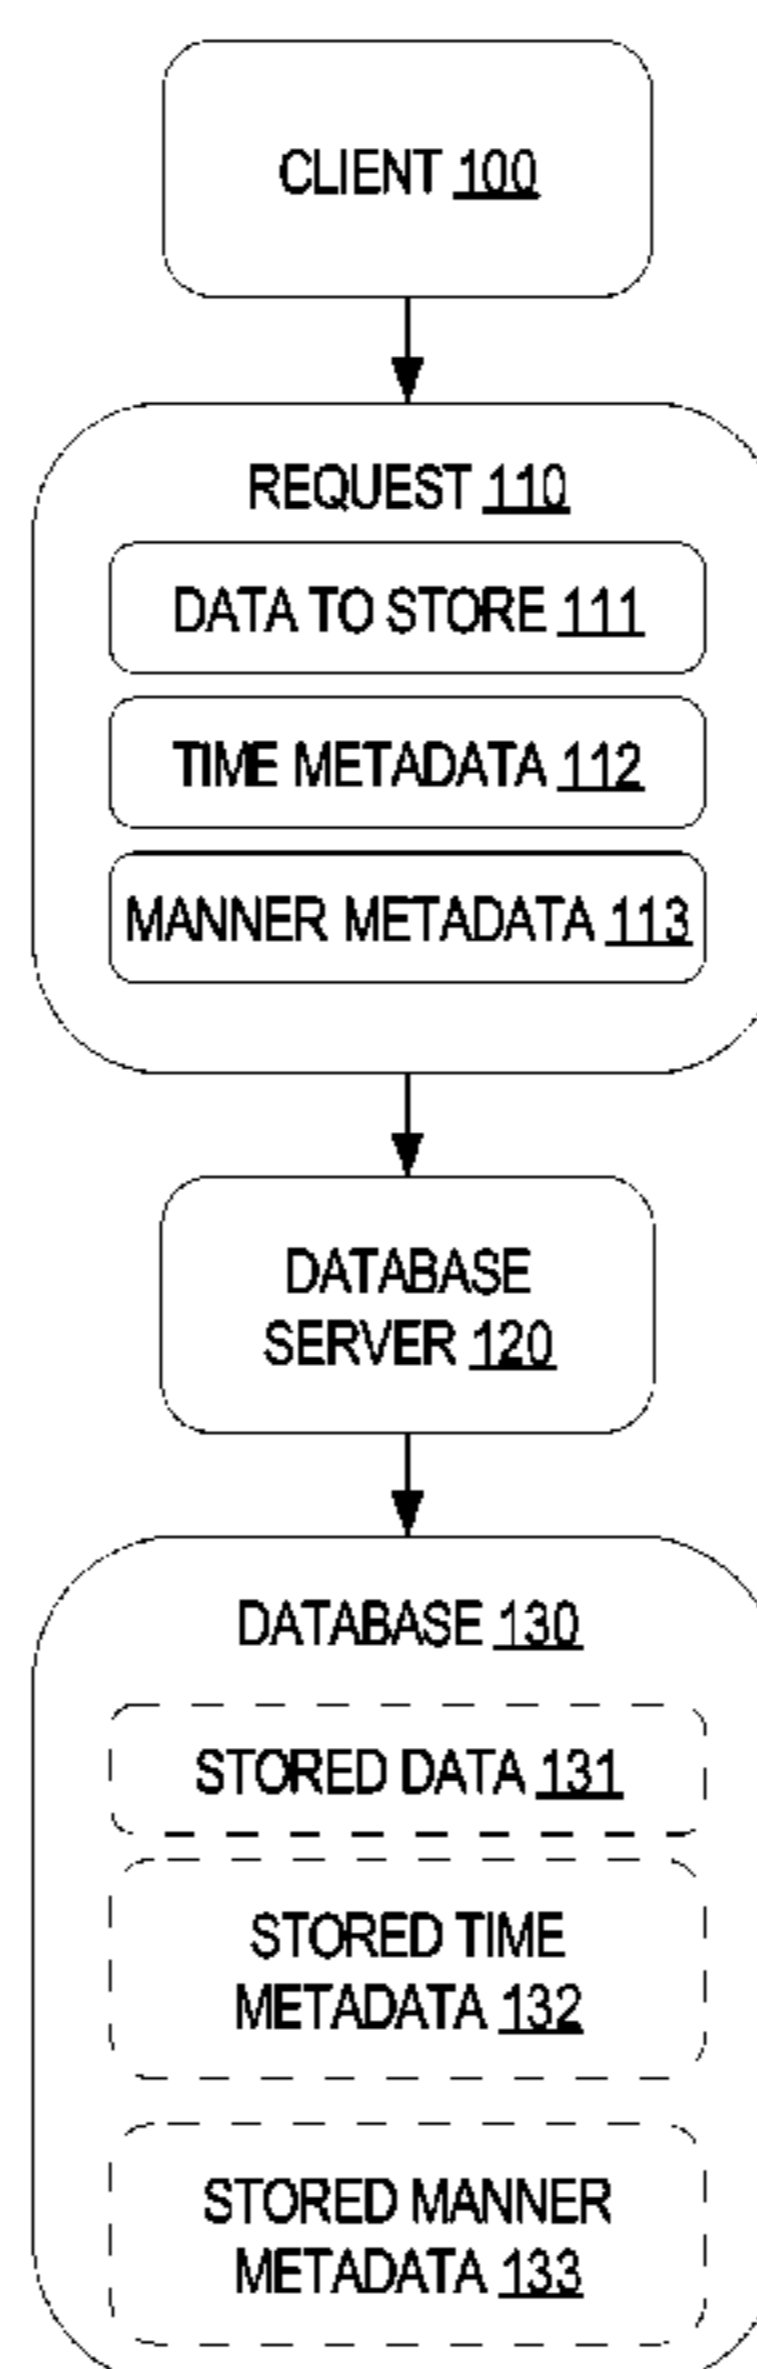 CLIENT 100
REQUEST 110
DATA TO STORE 111
TIME METADATA 112
MANNER METADATA 113
DATABASE
SERVER 120
DATABASE 130
STORED DATA 131
STORED TIME
METADATA 132
STORED MANNER
METADATA 133